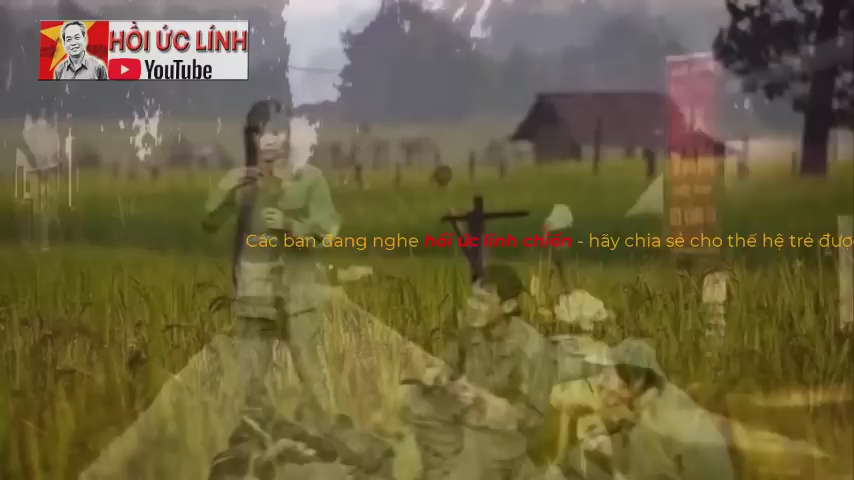 HỒI ỨC LÍNH
YouTube
Các bạn đang nghe hồi ức lính chiến - hãy chia sẻ cho thế hệ trẻ đượ